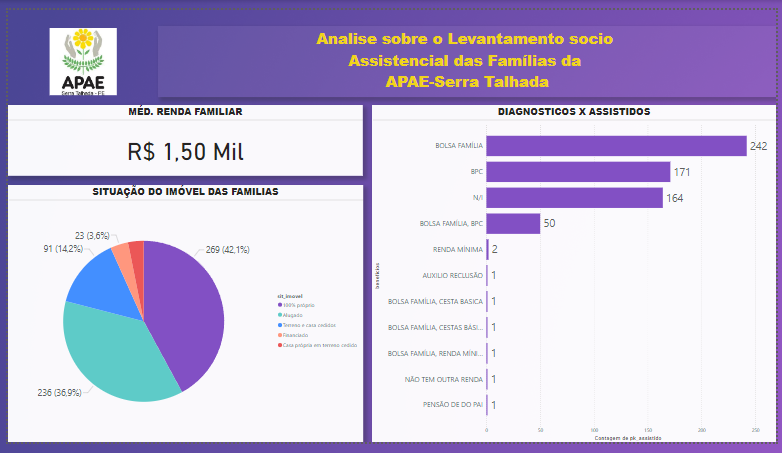 Analise sobre o Levantamento socio
Assistencial das Famílias da
APAE-Serra Talhada
APAE
Serra Talhada - PE
MÉD. RENDA FAMILIAR
R$ 1,50 Mil
SITUAÇÃO DO IMÓVEL DAS FAMILIAS
23 (3,6%)
91 (14,2%)
269 (42,1%)
236 (36,9%)
sit_imovel
100% próprio
Alugado
Terreno e casa cedidos
Financiado
Casa própria em terreno cedido
DIAGNOSTICOS X ASSISTIDOS
BOLSA FAMÍLIA 242
BPC 171
N/I 164
BOLSA FAMÍLIA, BPC 50
RENDA MÍNIMA 2
AUXILIO RECLUSÃO 1
BOLSA FAMÍLIA, CESTA BASICA 1
BOLSA FAMÍLIA, CESTAS BÁSI... 1
BOLSA FAMÍLIA, RENDA MÍNI... 1
NÃO TEM OUTRA RENDA 1
PENSÃO DE DO PAI 1
beneficios
0 50 100 150 200 250
Contagem de pk_assistido